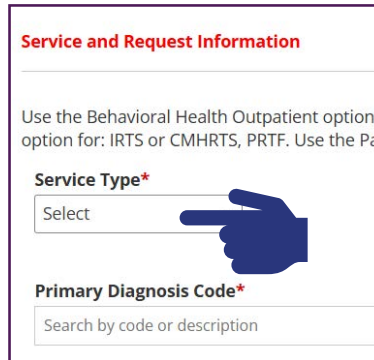 Service and Request Information
Use the Behavioral Health Outpatient option
option for: IRTS or CMHRTS, PRTF. Use the
Service Type*
Select
Primary Diagnosis Code*
Search by code or description